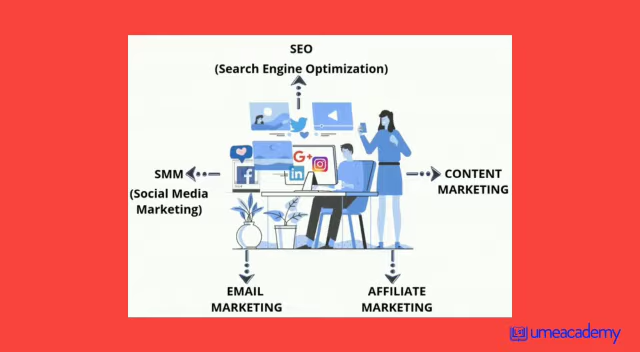 SEO
(Search Engine Optimization)
SMM
(Social Media
Marketing)
CONTENT
MARKETING
EMAIL
MARKETING
AFFILIATE
MARKETING
umeacademy